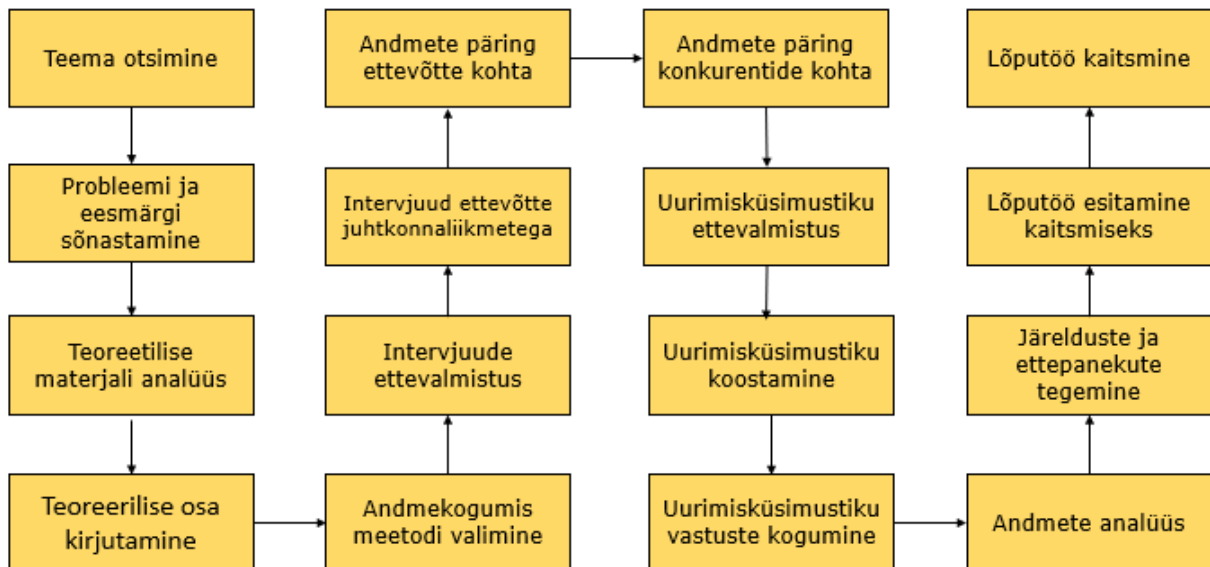 Teema otsimine
Probleemi ja
eesmärgi
sõnastamine
Teoreetilise
materjali analüüs
Teoreerilise osa
kirjutamine
Andmekogumis
meetodi valimine
Intervjuude
ettevalmistus
Intervjuud ettevõtte
juhtkonnaliikmetega
Andmete päring
ettevõtte kohta
Andmete päring
konkurentide kohta
Uurimisküsimustiku
ettevalmistus
Uurimisküsimustiku
koostamine
Uurimisküsimustiku
vastuste kogumine
Andmete analüüs
Järelduste ja
ettepanekute
tegemine
Lõputöö esitamine
kaitsmiseks
Lõputöö kaitsmine